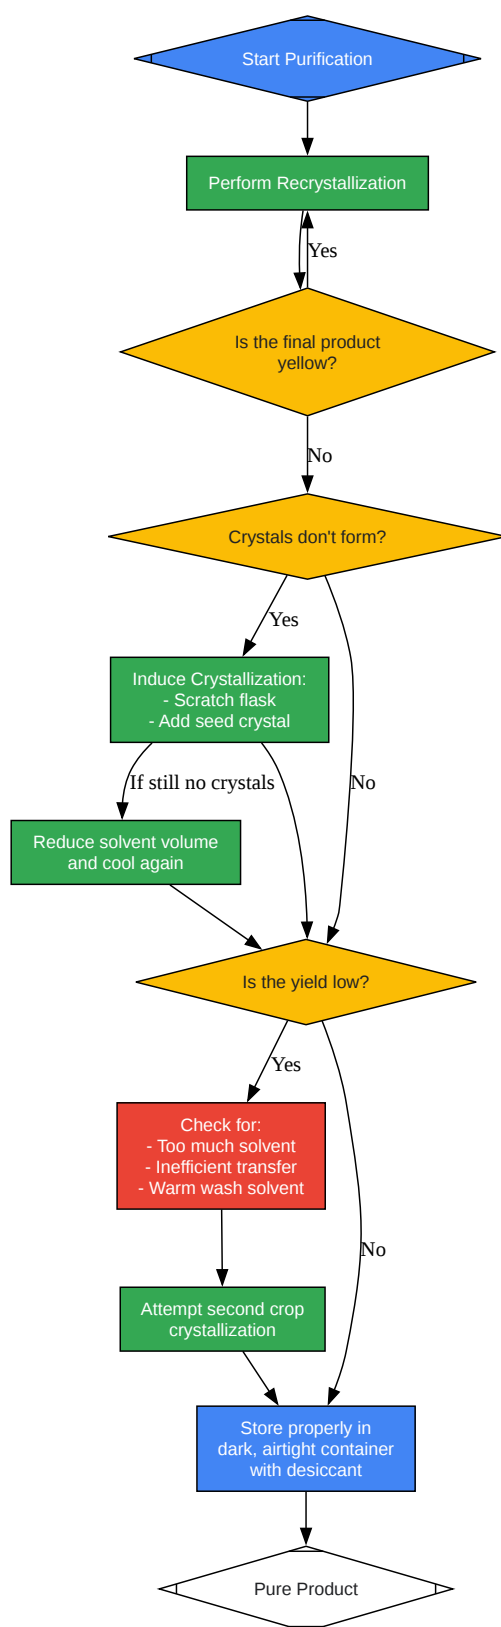 Start Purification
Perform Recrystallization
Yes
Is the final product
yellow?
No
Crystals don't form?
Yes
Induce Crystallization:
- Scratch flask
- Add seed crystal
If still no crystals
No
Reduce solvent volume
and cool again
Is the yield low?
Yes
Check for:
- Too much solvent
- Inefficient transfer
- Warm wash solvent
No
Attempt second crop
crystallization
Store properly in
dark, airtight container
with desiccant
Pure Product